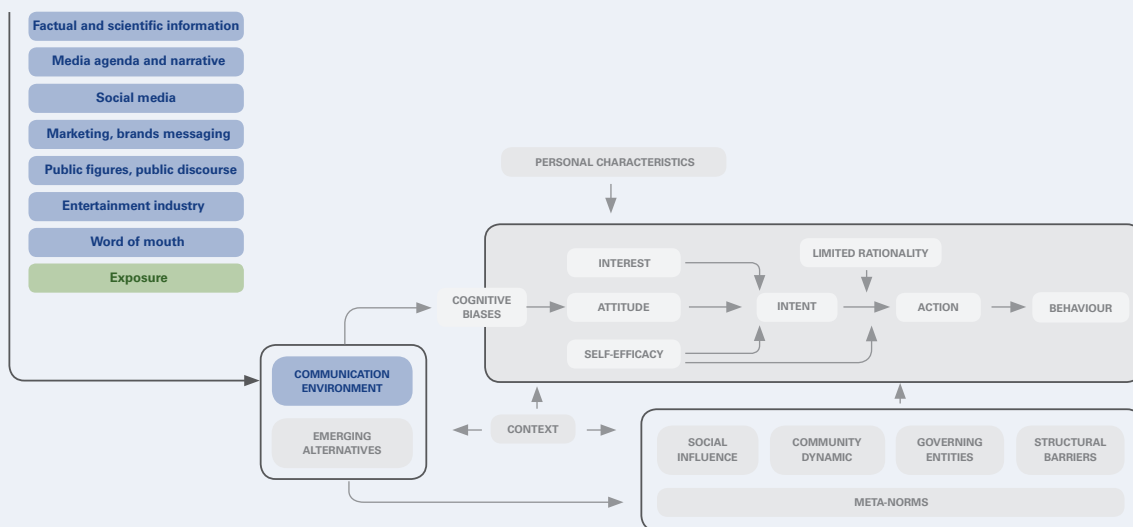 Factual and scientific information
Media agenda and narrative
Social media
Marketing, brands messaging
Public figures, public discourse
Entertainment industry
Word of mouth
Exposure
PERSONAL CHARACTERISTICS
LIMITED RATIONALITY
INTEREST
COGNITIVE
BIASES
ATTITUDE
INTENT
ACTION
BEHAVIOUR
SELF-EFFICACY
COMMUNICATION
ENVIRONMENT
EMERGING
ALTERNATIVES
CONTEXT
SOCIAL
INFLUENCE
COMMUNITY
DYNAMIC
GOVERNING
ENTITIES
STRUCTURAL
BARRIERS
META-NORMS